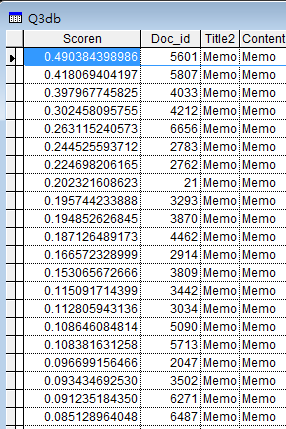 Q3db
Scoren Doc_id Title2 Content
0.490384398986 5601 Memo Memo
0.418069404197 5807 Memo Memo
0.397967745825 4033 Memo Memo
0.302458095755 4212 Memo Memo
0.263115240573 6656 Memo Memo
0.244525593712 2783 Memo Memo
0.224698206165 2762 Memo Memo
0.202321608623 21 Memo Memo
0.195744233888 3293 Memo Memo
0.194852626845 3870 Memo Memo
0.187126489173 4462 Memo Memo
0.166572328999 2914 Memo Memo
0.153065672666 3809 Memo Memo
0.115091714399 3442 Memo Memo
0.112805943136 3034 Memo Memo
0.108646084814 5090 Memo Memo
0.108381631258 5713 Memo Memo
0.096699156466 2047 Memo Memo
0.093434692530 3502 Memo Memo
0.091235184350 6271 Memo Memo
0.085128964048 6487 Memo Memo